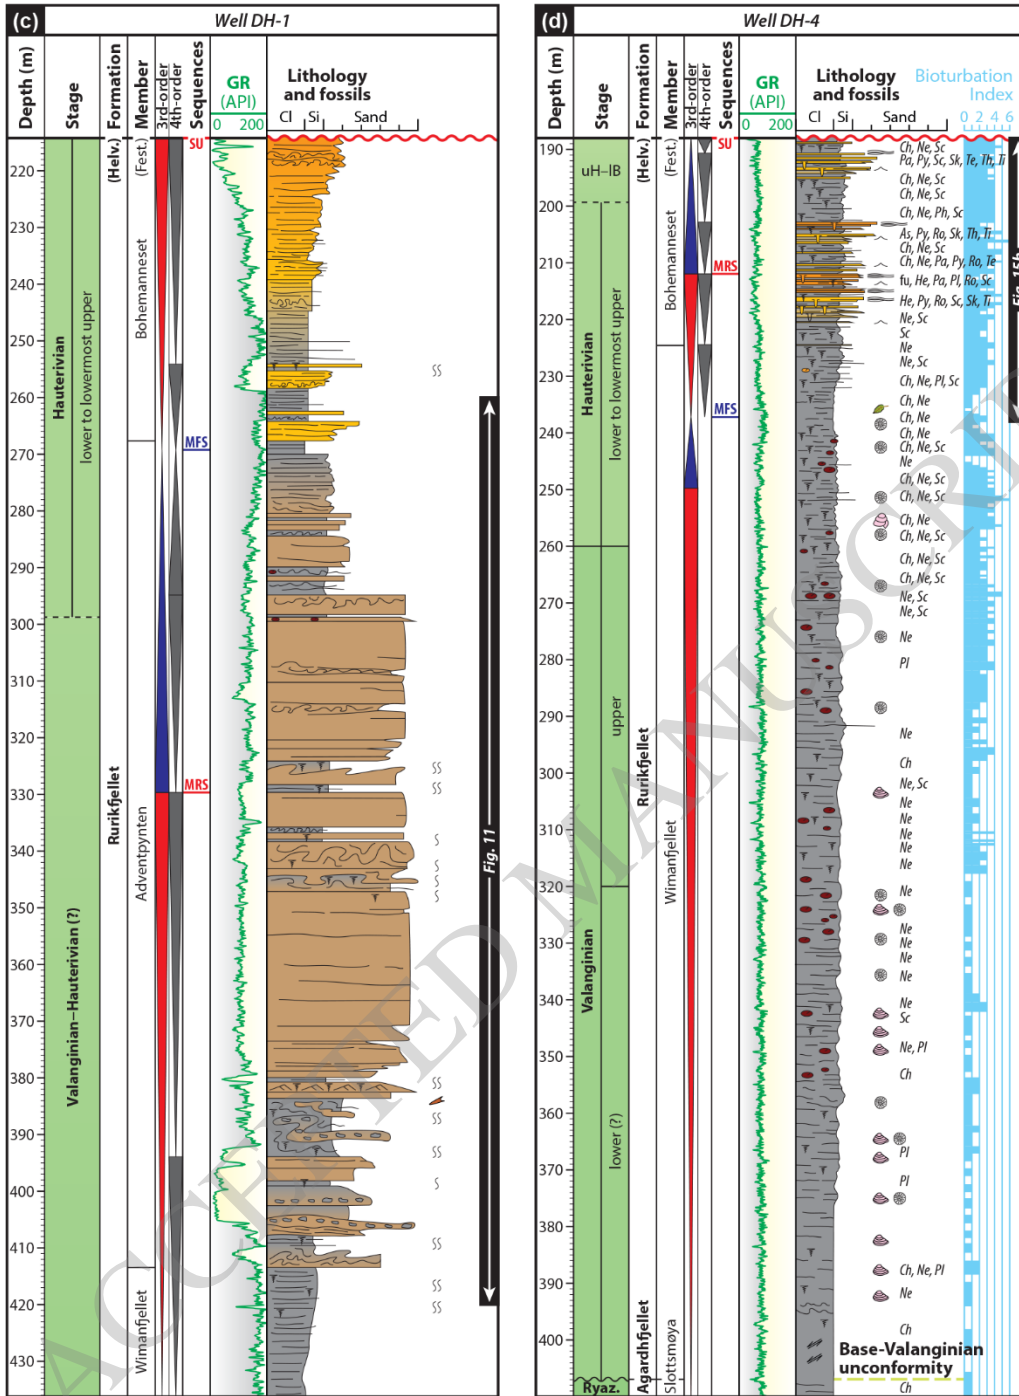 (c)
Well DH-1
Depth (m)
Stage
Formation
Member
3rd-order
4th-order
Sequences
GR
(API)
0 200
Lithology
and fossils
Cl Si Sand
(Helv.)
(Fest.)
SU
220
230
240
250
260
270
280
290
300
310
320
330
340
350
360
370
380
390
400
410
420
430
Hauterivian
lower to lowermost upper
Valanginian–Hauterivian (?)
Rurikfjellet
Bohemanneset
Adventpynten
Wimanfjellet
MFS
MRS
Fig. 11
(d)
Well DH-4
Depth (m)
Stage
Formation
Member
3rd-order
4th-order
Sequences
GR
(API)
0 200
Lithology
and fossils
Cl Si Sand
Bioturbation
Index
0 2 4 6
(Helv.)
(Fest.)
SU
190
200
210
220
230
240
250
260
270
280
290
300
310
320
330
340
350
360
370
380
390
400
uH–lB
Hauterivian
lower to lowermost upper
Valanginian
upper
lower (?)
Ryaz.
Rurikfjellet
Agardhfjellet
Bohemanneset
Wimanfjellet
Slottsmøya
MRS
MFS
Ch, Ne, Sc
Pa, Py, Sc, Sk, Te, Th, Ti
Ch, Ne, Sc
Ch, Ne, Sc
Ch, Ne, Ph, Sc
As, Py, Ro, Sk, Th, Ti
Ch, Ne, Sc
Ch, Ne, Pa, Py, Ro, Te
fu, He, Pa, Pl, Ro, Sc
He, Py, Ro, Sc, Sk, Ti
Ne, Sc
Sc
Ne
Ne, Sc
Ch, Ne, Pl, Sc
Ch, Ne
Ch, Ne
Ch, Ne
Ch, Ne, Sc
Ne
Ch, Ne, Sc
Ch, Ne, Sc
Ch, Ne
Ch, Ne, Sc
Ch, Ne, Sc
Ch, Ne, Sc
Ne, Sc
Ne, Sc
Ne
Pl
Ne
Ch
Ne, Sc
Ne
Ne
Ne
Ne
Ne
Ne
Ne
Ne
Ne
Ne
Ne
Sc
Ne, Pl
Ch
Pl
Pl
Ch, Ne, Pl
Ne
Ch
Base-Valanginian
unconformity
Ch
Fig. 15b
ACCEPTED MANUSCRI